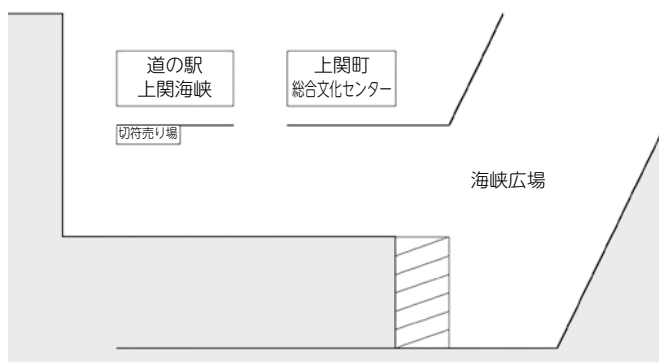 道の駅
上関海峡
上関町
総合文化センター
切符売り場
海峡広場